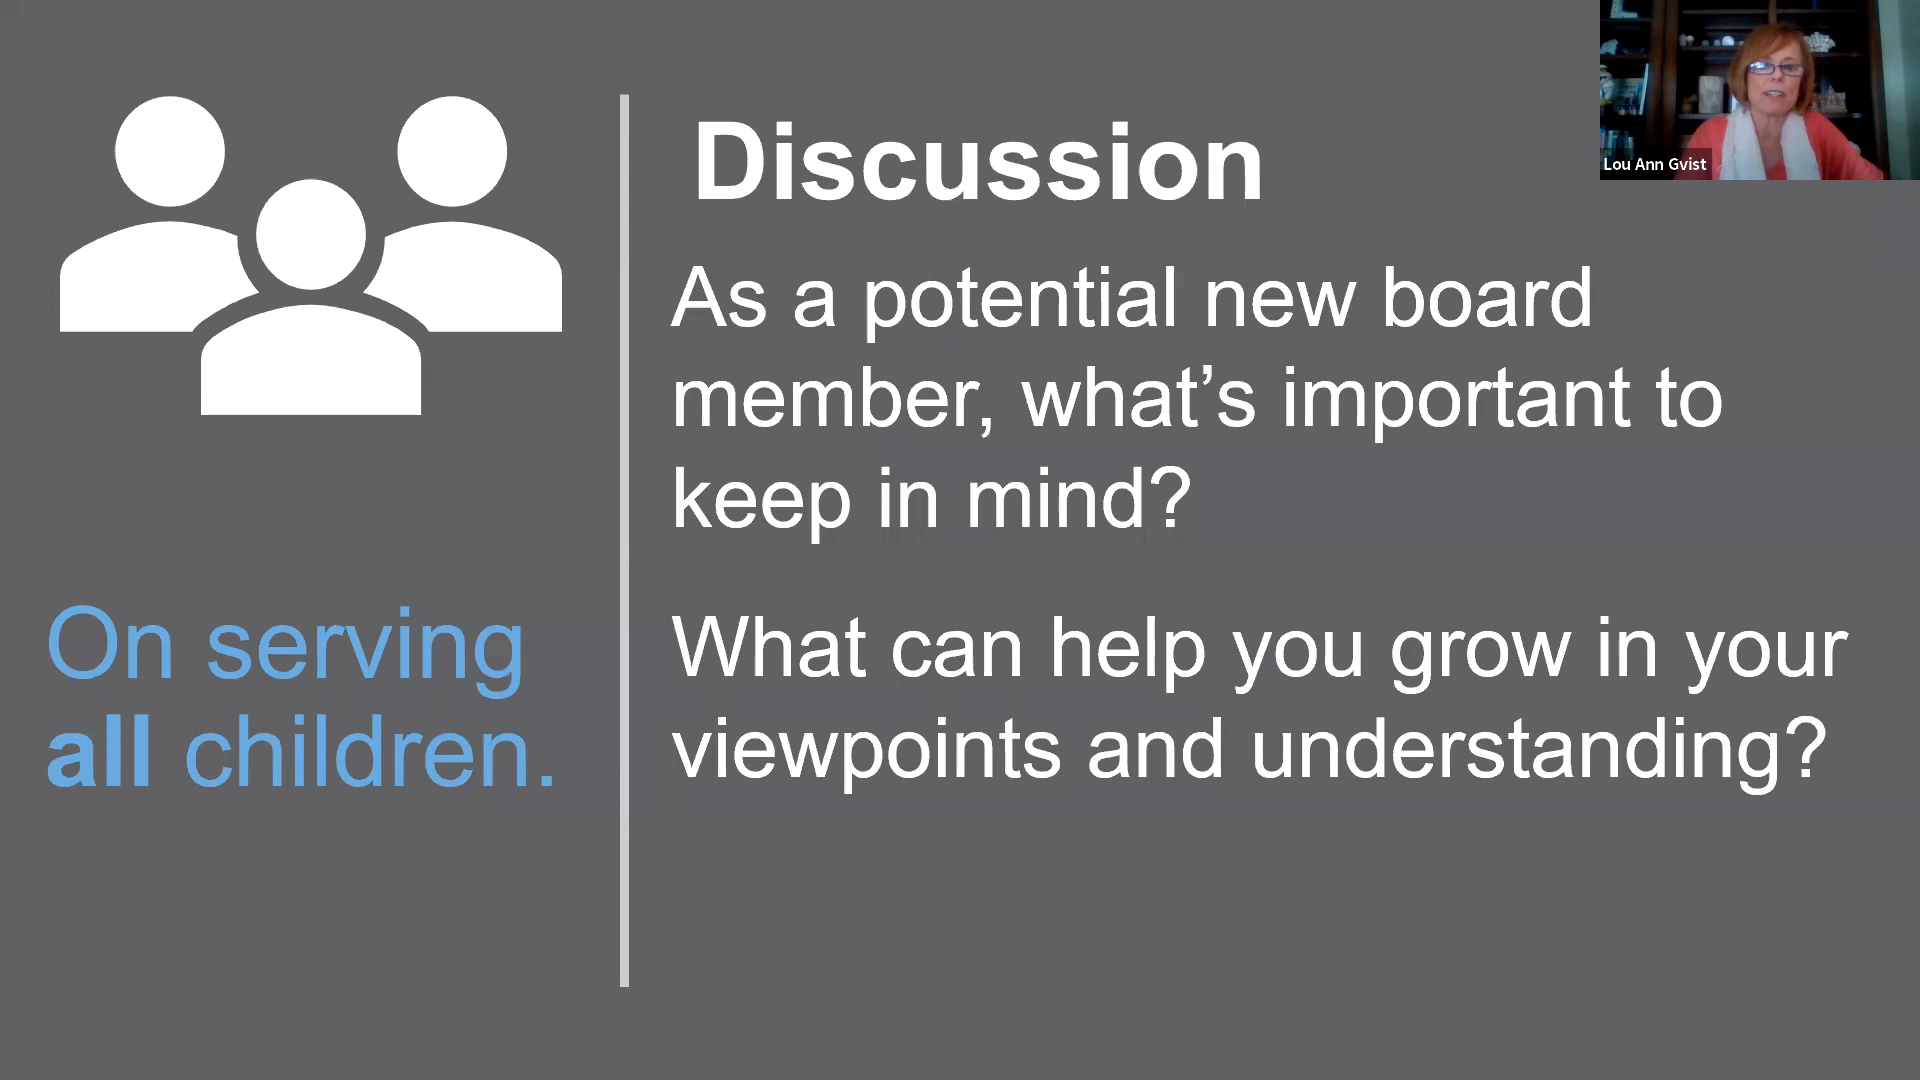 Discussion
As a potential new board
member, what’s important to
keep in mind?
What can help you grow in your
viewpoints and understanding?
On serving
all children.
Lou Ann Gvist